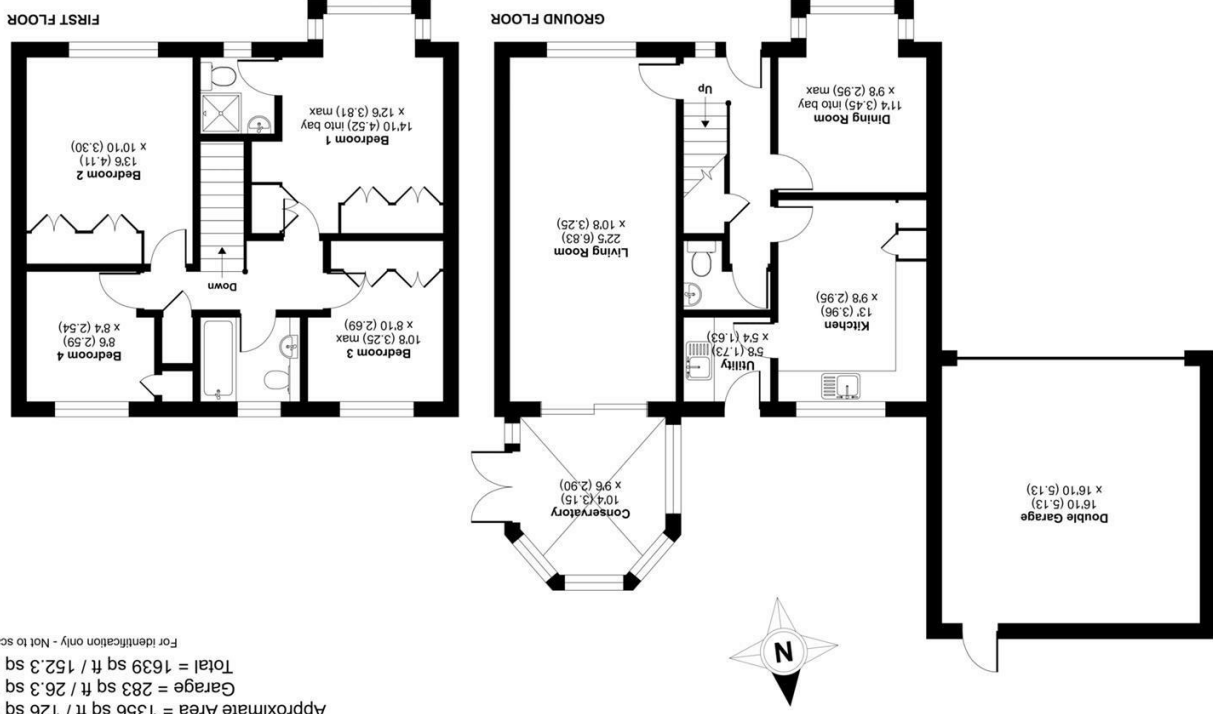 Approximate Area = 1356 sq ft / 126 sq
Garage = 283 sq ft / 26.3 sq
Total = 1639 sq ft / 152.3 sq
For identification only - Not to sc
N
Double Garage
16'10 (5.13)
x 16'10 (5.13)
Conservatory
10'4 (3.15)
x 9'6 (2.90)
Kitchen
13' (3.96)
x 9'8 (2.95)
Utility
5'8 (1.73)
x 5'4 (1.63)
Living Room
22'5 (6.83)
x 10'8 (3.25)
Dining Room
11'4 (3.45) into bay
x 9'8 (2.95) max
Up
GROUND FLOOR
Bedroom 3
10'8 (3.25) max
x 8'10 (2.69)
Bedroom 4
8'6 (2.59)
x 8'4 (2.54)
Down
Bedroom 1
14'10 (4.52) into bay
x 12'6 (3.81) max
Bedroom 2
13'6 (4.11)
x 10'10 (3.30)
FIRST FLOOR